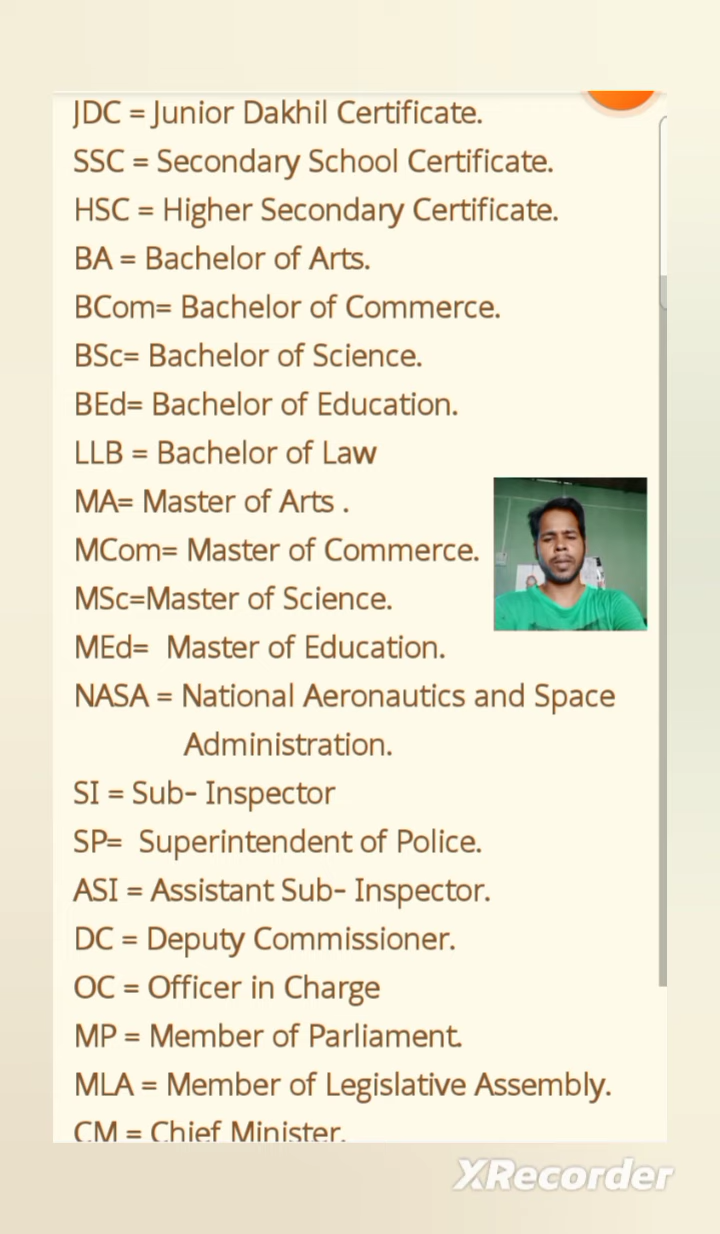 JDC = Junior Dakhil Certificate.
SSC = Secondary School Certificate.
HSC = Higher Secondary Certificate.
BA = Bachelor of Arts.
BCom= Bachelor of Commerce.
BSc= Bachelor of Science.
BEd= Bachelor of Education.
LLB = Bachelor of Law
MA= Master of Arts .
MCom= Master of Commerce.
MSc=Master of Science.
MEd=  Master of Education.
NASA = National Aeronautics and Space
Administration.
SI = Sub- Inspector
SP=  Superintendent of Police.
ASI = Assistant Sub- Inspector.
DC = Deputy Commissioner.
OC = Officer in Charge
MP = Member of Parliament.
MLA = Member of Legislative Assembly.
CM = Chief Minister.
XRecorder